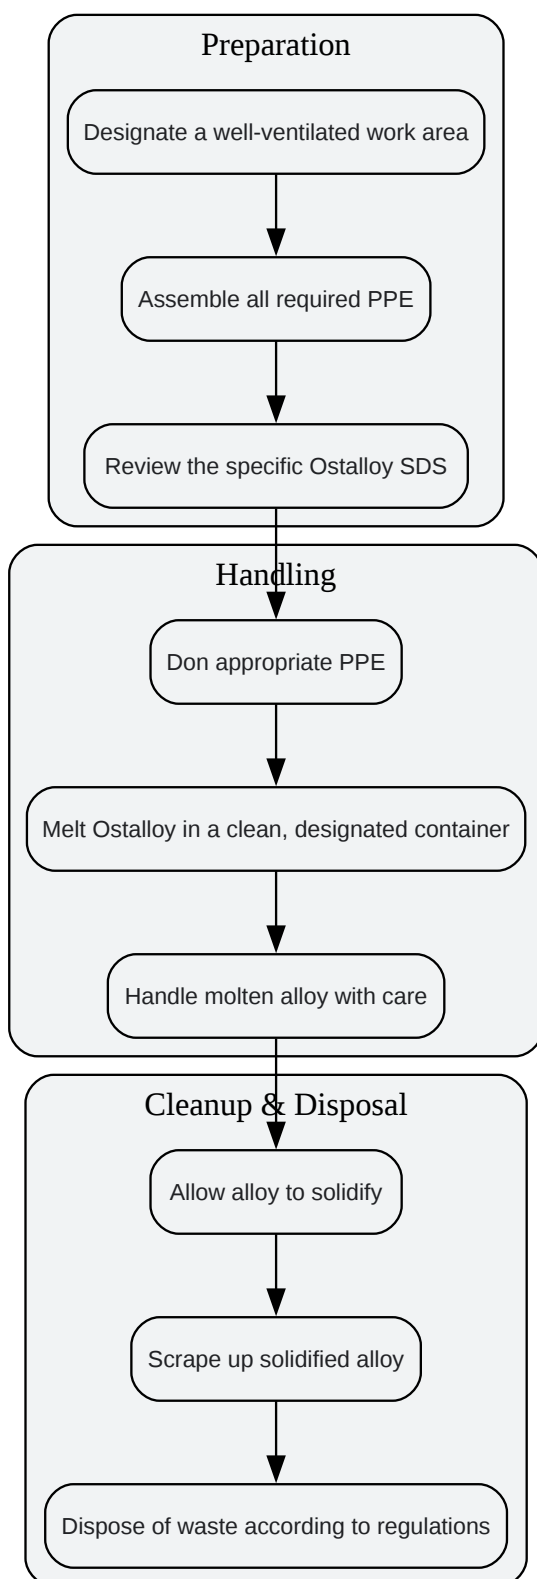 Preparation
Designate a well-ventilated work area
Assemble all required PPE
Review the specific Ostalloy SDS
Handling
Don appropriate PPE
Melt Ostalloy in a clean, designated container
Handle molten alloy with care
Cleanup & Disposal
Allow alloy to solidify
Scrape up solidified alloy
Dispose of waste according to regulations